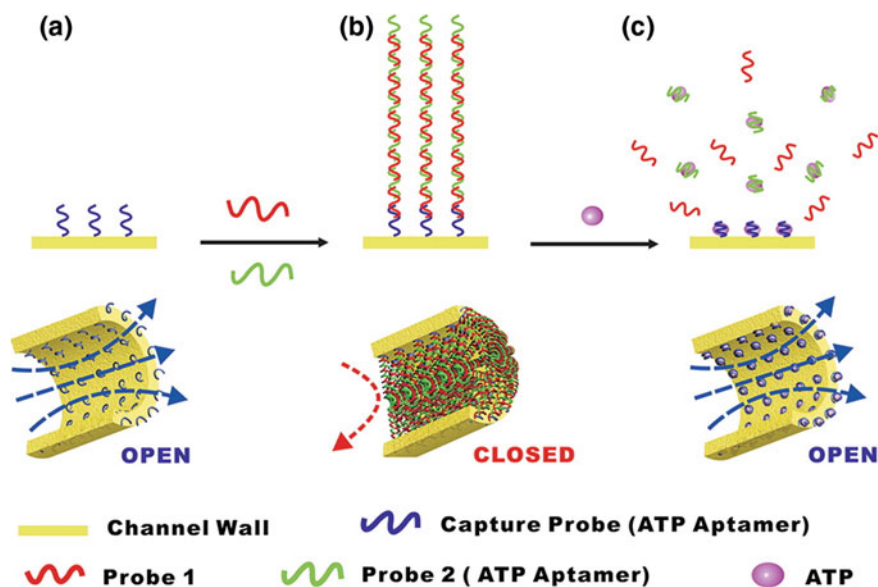 (a)
(b)
(c)
OPEN
CLOSED
OPEN
Channel Wall
Capture Probe (ATP Aptamer)
Probe 1
Probe 2 ( ATP Aptamer)
ATP